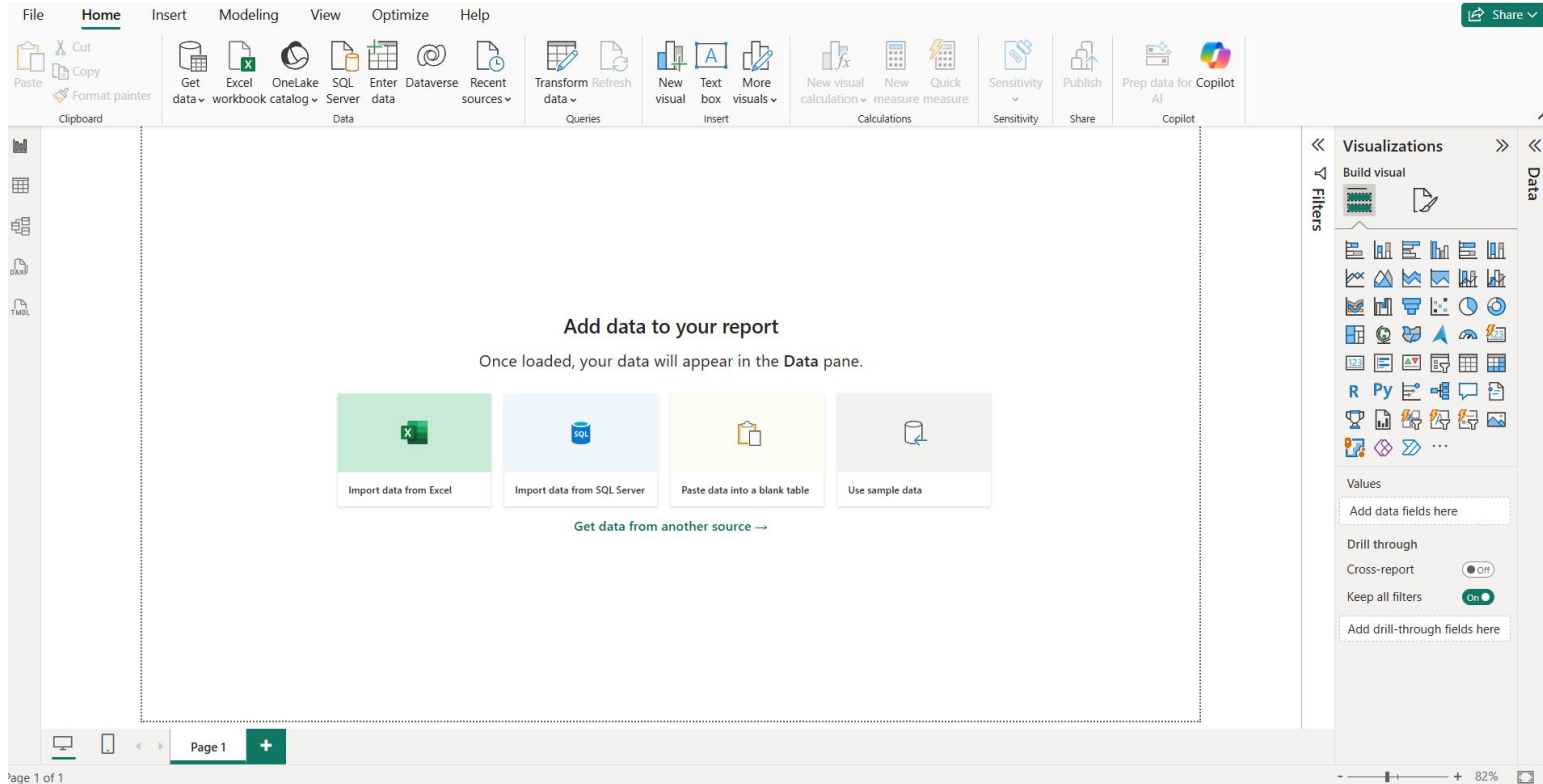 File Home Insert Modeling View Optimize Help
Share
Paste
Cut
Copy
Format painter
Clipboard
Get data
Excel workbook
OneLake catalog
SQL Server
Enter data
Dataverse
Recent sources
Data
Transform data
Refresh
Queries
New visual
Text box
More visuals
Insert
New visual calculation
New measure
Quick measure
Calculations
Sensitivity
Sensitivity
Publish
Share
Prep data for AI
Copilot
Copilot
DAX
TMDL
Add data to your report
Once loaded, your data will appear in the Data pane.
Import data from Excel
Import data from SQL Server
Paste data into a blank table
Use sample data
SQL
Get data from another source →
Filters
Visualizations
Build visual
Data
123
123
R Py
Values
Add data fields here
Drill through
Cross-report
Off
Keep all filters
On
Add drill-through fields here
Page 1
Page 1 of 1
- + 82%